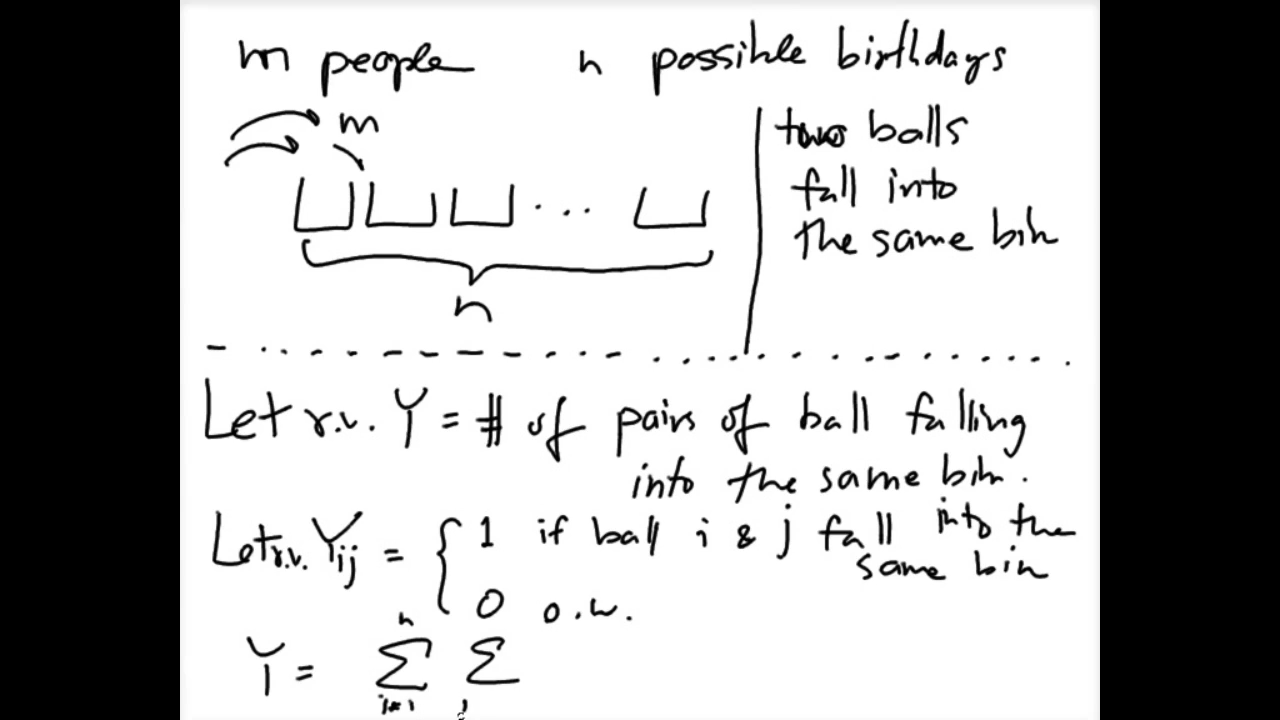 m people n possible birthdays
m
two balls
fall into
the same bin
...
n
Let r.v. Y = # of pairs of ball falling
into the same bin.
Let r.v. Yij = { 1 if ball i & j fall into the
same bin
0 o.w.
n
Y = Σ Σ
i=1 j